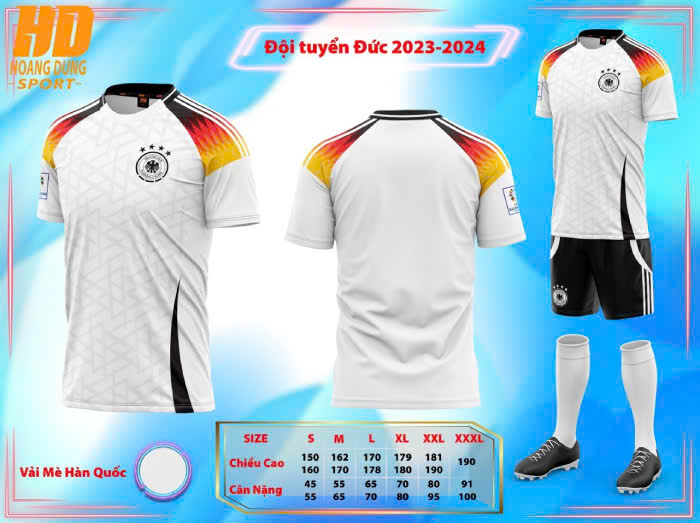 HD
HOANG DUNG
SPORT
Đội tuyển Đức 2023-2024
Vải Mè Hàn Quốc
SIZE S M L XL XXL XXXL
Chiều Cao 150 162 170 179 181 190
160 170 178 180 190
Cân Nặng 45 55 65 70 80 91
55 65 70 80 95 100